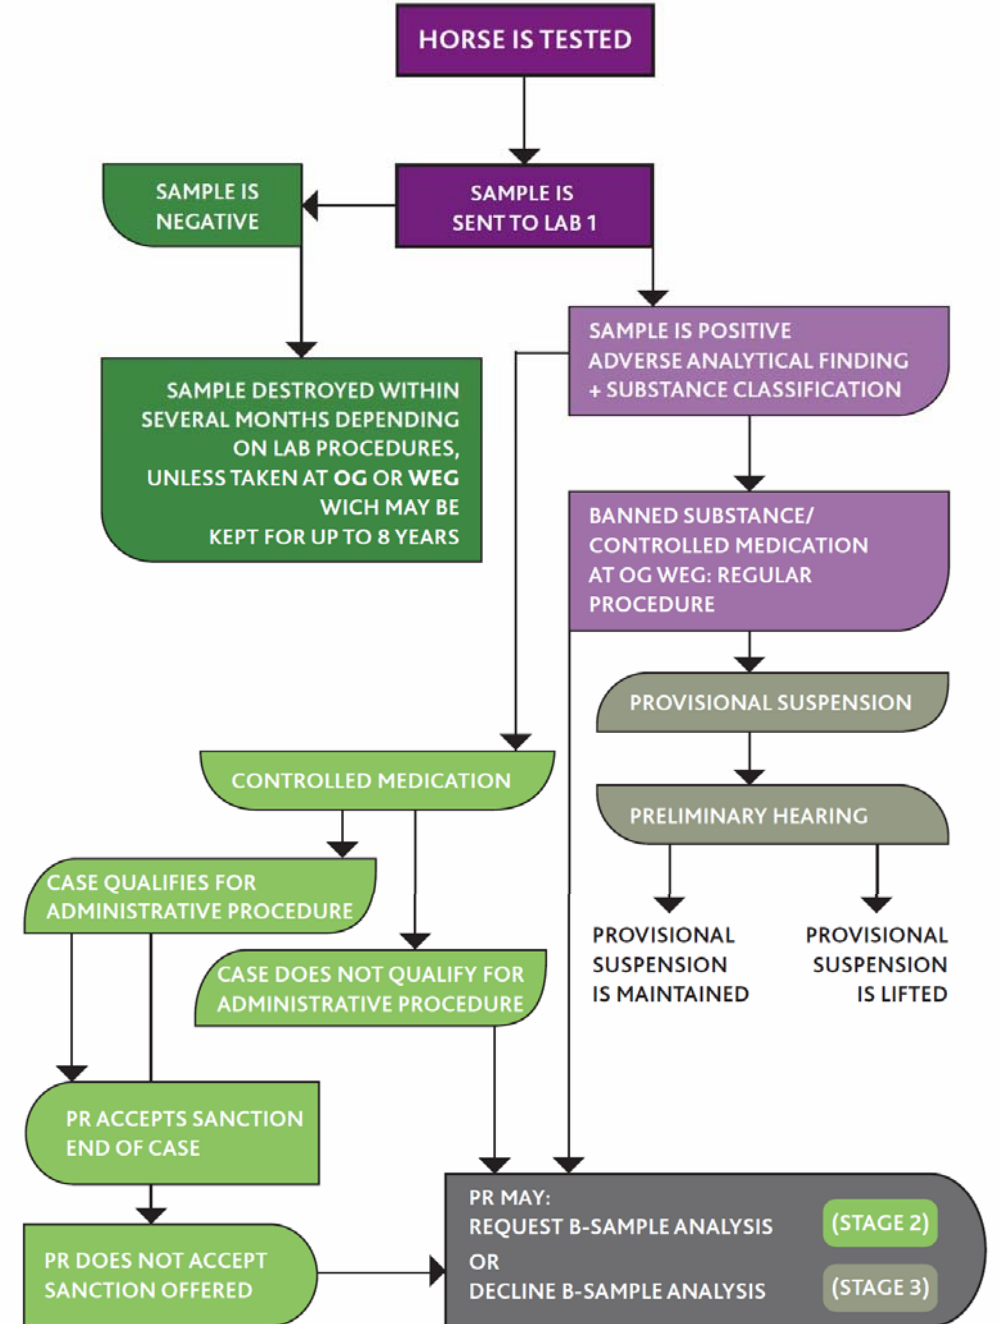 HORSE IS TESTED
SAMPLE IS
NEGATIVE
SAMPLE IS
SENT TO LAB 1
SAMPLE IS POSITIVE
ADVERSE ANALYTICAL FINDING
+ SUBSTANCE CLASSIFICATION
SAMPLE DESTROYED WITHIN
SEVERAL MONTHS DEPENDING
ON LAB PROCEDURES,
UNLESS TAKEN AT OG OR WEG
WICH MAY BE
KEPT FOR UP TO 8 YEARS
BANNED SUBSTANCE/
CONTROLLED MEDICATION
AT OG WEG: REGULAR
PROCEDURE
PROVISIONAL SUSPENSION
CONTROLLED MEDICATION
PRELIMINARY HEARING
CASE QUALIFIES FOR
ADMINISTRATIVE PROCEDURE
PROVISIONAL
SUSPENSION
IS MAINTAINED
PROVISIONAL
SUSPENSION
IS LIFTED
CASE DOES NOT QUALIFY FOR
ADMINISTRATIVE PROCEDURE
PR ACCEPTS SANCTION
END OF CASE
PR DOES NOT ACCEPT
SANCTION OFFERED
PR MAY:
REQUEST B-SAMPLE ANALYSIS (STAGE 2)
OR
DECLINE B-SAMPLE ANALYSIS (STAGE 3)